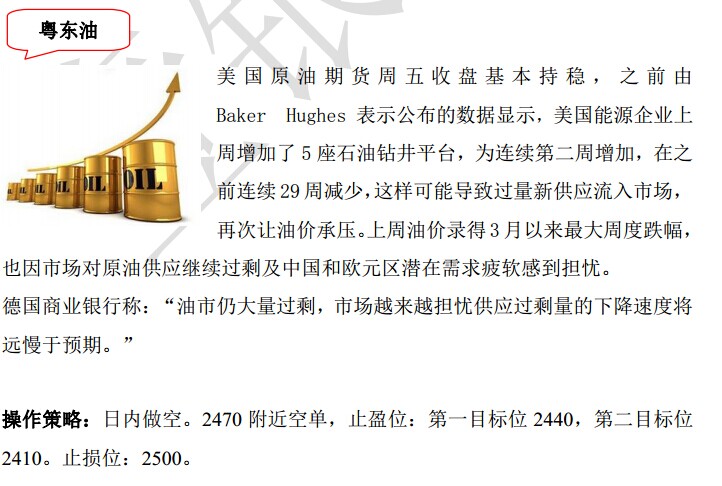 粤东油
美国原油期货周五收盘基本持稳，之前由
Baker Hughes 表示公布的数据显示，美国能源企业上
周增加了 5 座石油钻井平台，为连续第二周增加，在之
前连续 29 周减少，这样可能导致过量新供应流入市场，
再次让油价承压。上周油价录得 3 月以来最大周度跌幅，
也因市场对原油供应继续过剩及中国和欧元区潜在需求疲软感到担忧。
德国商业银行称：“油市仍大量过剩，市场越来越担忧供应过剩量的下降速度将
远慢于预期。”
操作策略：日内做空。2470 附近空单，止盈位：第一目标位 2440，第二目标位
2410。止损位：2500。
OIL
OIL
OIL
OIL